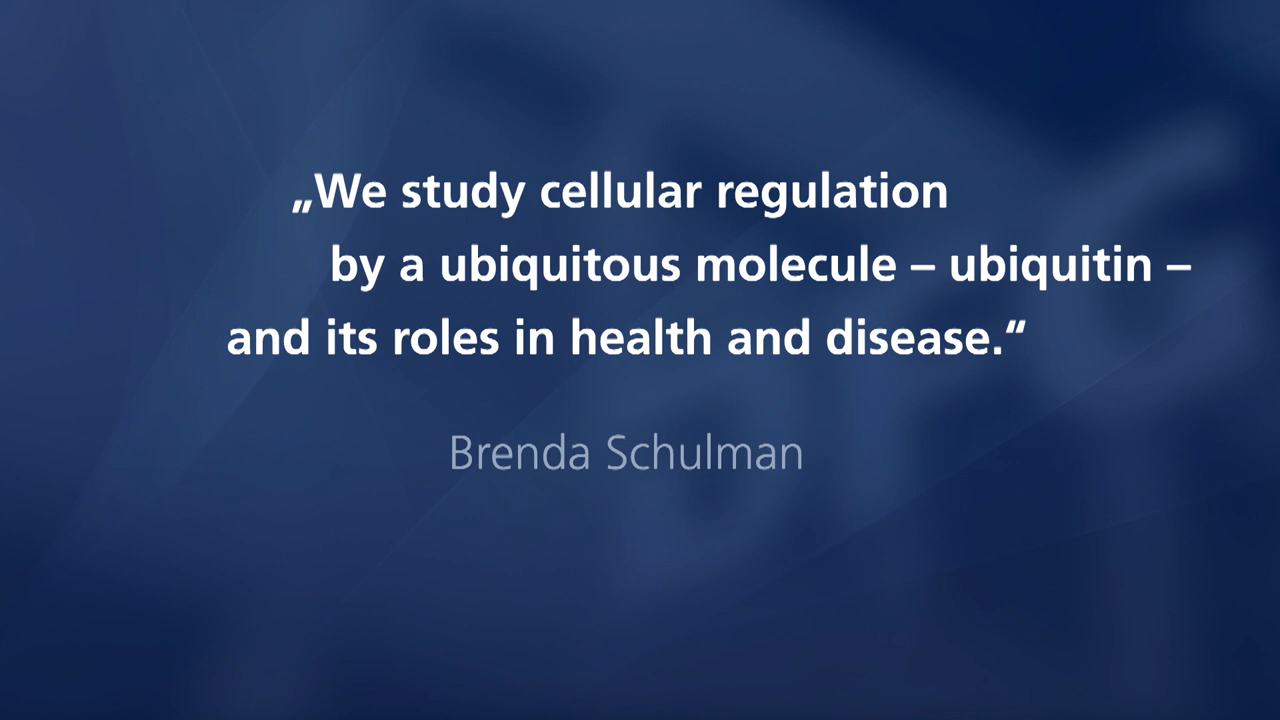 „We study cellular regulation
by a ubiquitous molecule – ubiquitin –
and its roles in health and disease.“
Brenda Schulman